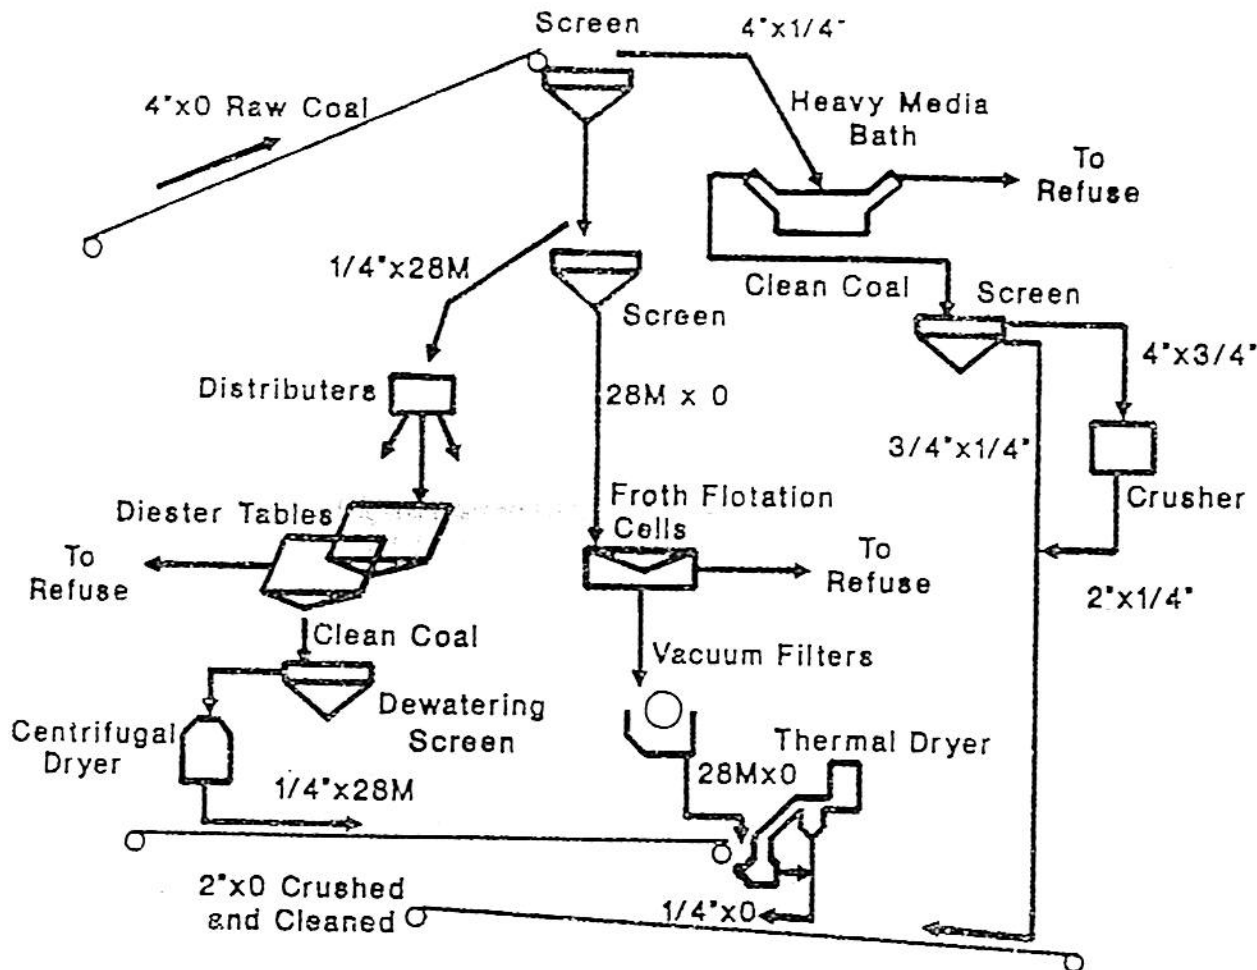 Screen
4"x1/4"
4"x0 Raw Coal
Heavy Media
Bath
To
Refuse
1/4"x28M
Screen
Clean Coal
Screen
4"x3/4"
Distributers
28M x 0
3/4"x1/4"
Crusher
Diester Tables
Froth Flotation
Cells
To
Refuse
To
Refuse
2"x1/4"
Clean Coal
Vacuum Filters
Dewatering
Screen
Centrifugal
Dryer
Thermal Dryer
1/4"x28M
28Mx0
2"x0 Crushed
and Cleaned
1/4"x0